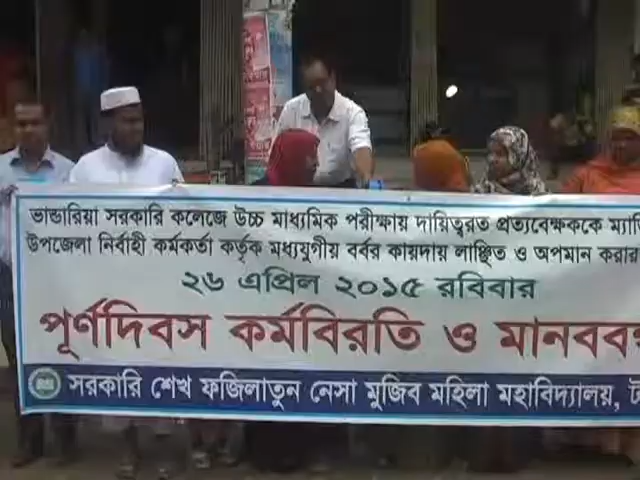 ভান্ডারিয়া সরকারি কলেজে উচ্চ মাধ্যমিক পরীক্ষায় দায়িত্বরত প্রত্যবেক্ষককে ম্যাজি
উপজেলা নির্বাহী কর্মকর্তা কর্তৃক মধ্যযুগীয় বর্বর কায়দায় লাঞ্ছিত ও অপমান করার
২৬ এপ্রিল ২০১৫ রবিবার
পূর্ণদিবস কর্মবিরতি ও মানববন্ধ
সরকারি শেখ ফজিলাতুন নেসা মুজিব মহিলা মহাবিদ্যালয়, ট